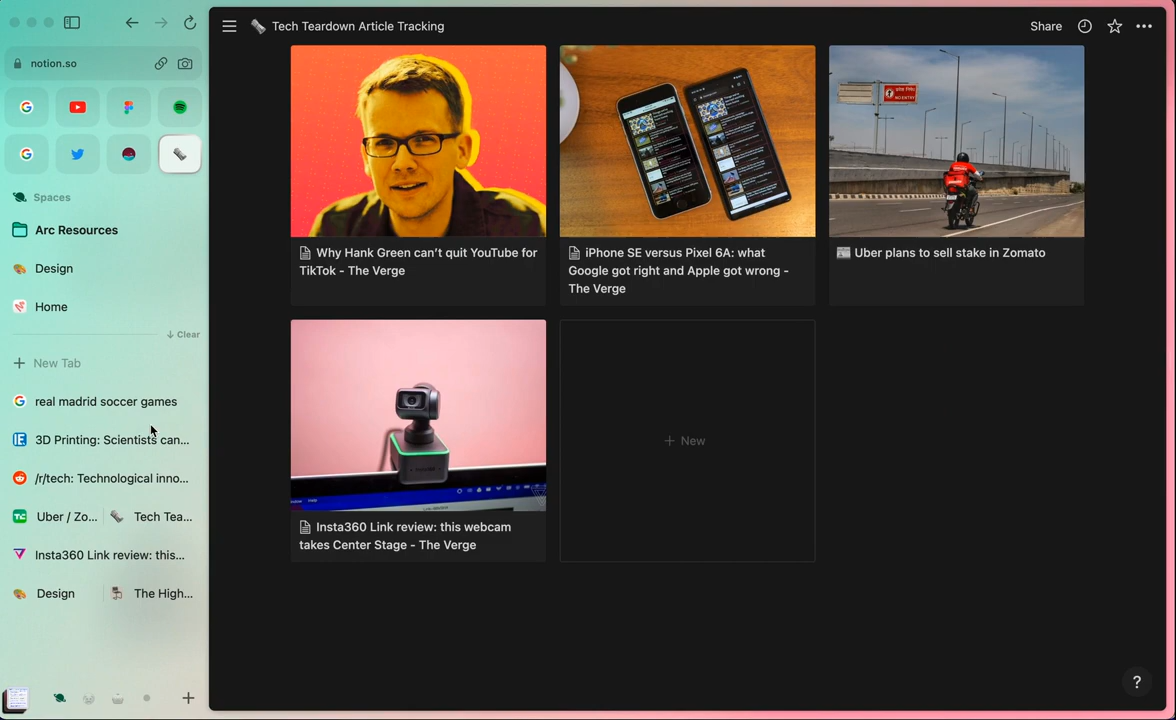 notion.so
Spaces
Arc Resources
Design
Home
Clear
New Tab
real madrid soccer games
3D Printing: Scientists can...
/r/tech: Technological inno...
Uber / Zo...
Tech Tea...
Insta360 Link review: this...
Design
The High...
Tech Teardown Article Tracking
Share
Why Hank Green can’t quit YouTube for
TikTok - The Verge
iPhone SE versus Pixel 6A: what
Google got right and Apple got wrong -
The Verge
NO ENTRY
Uber plans to sell stake in Zomato
Insta360 Link review: this webcam
takes Center Stage - The Verge
New
?